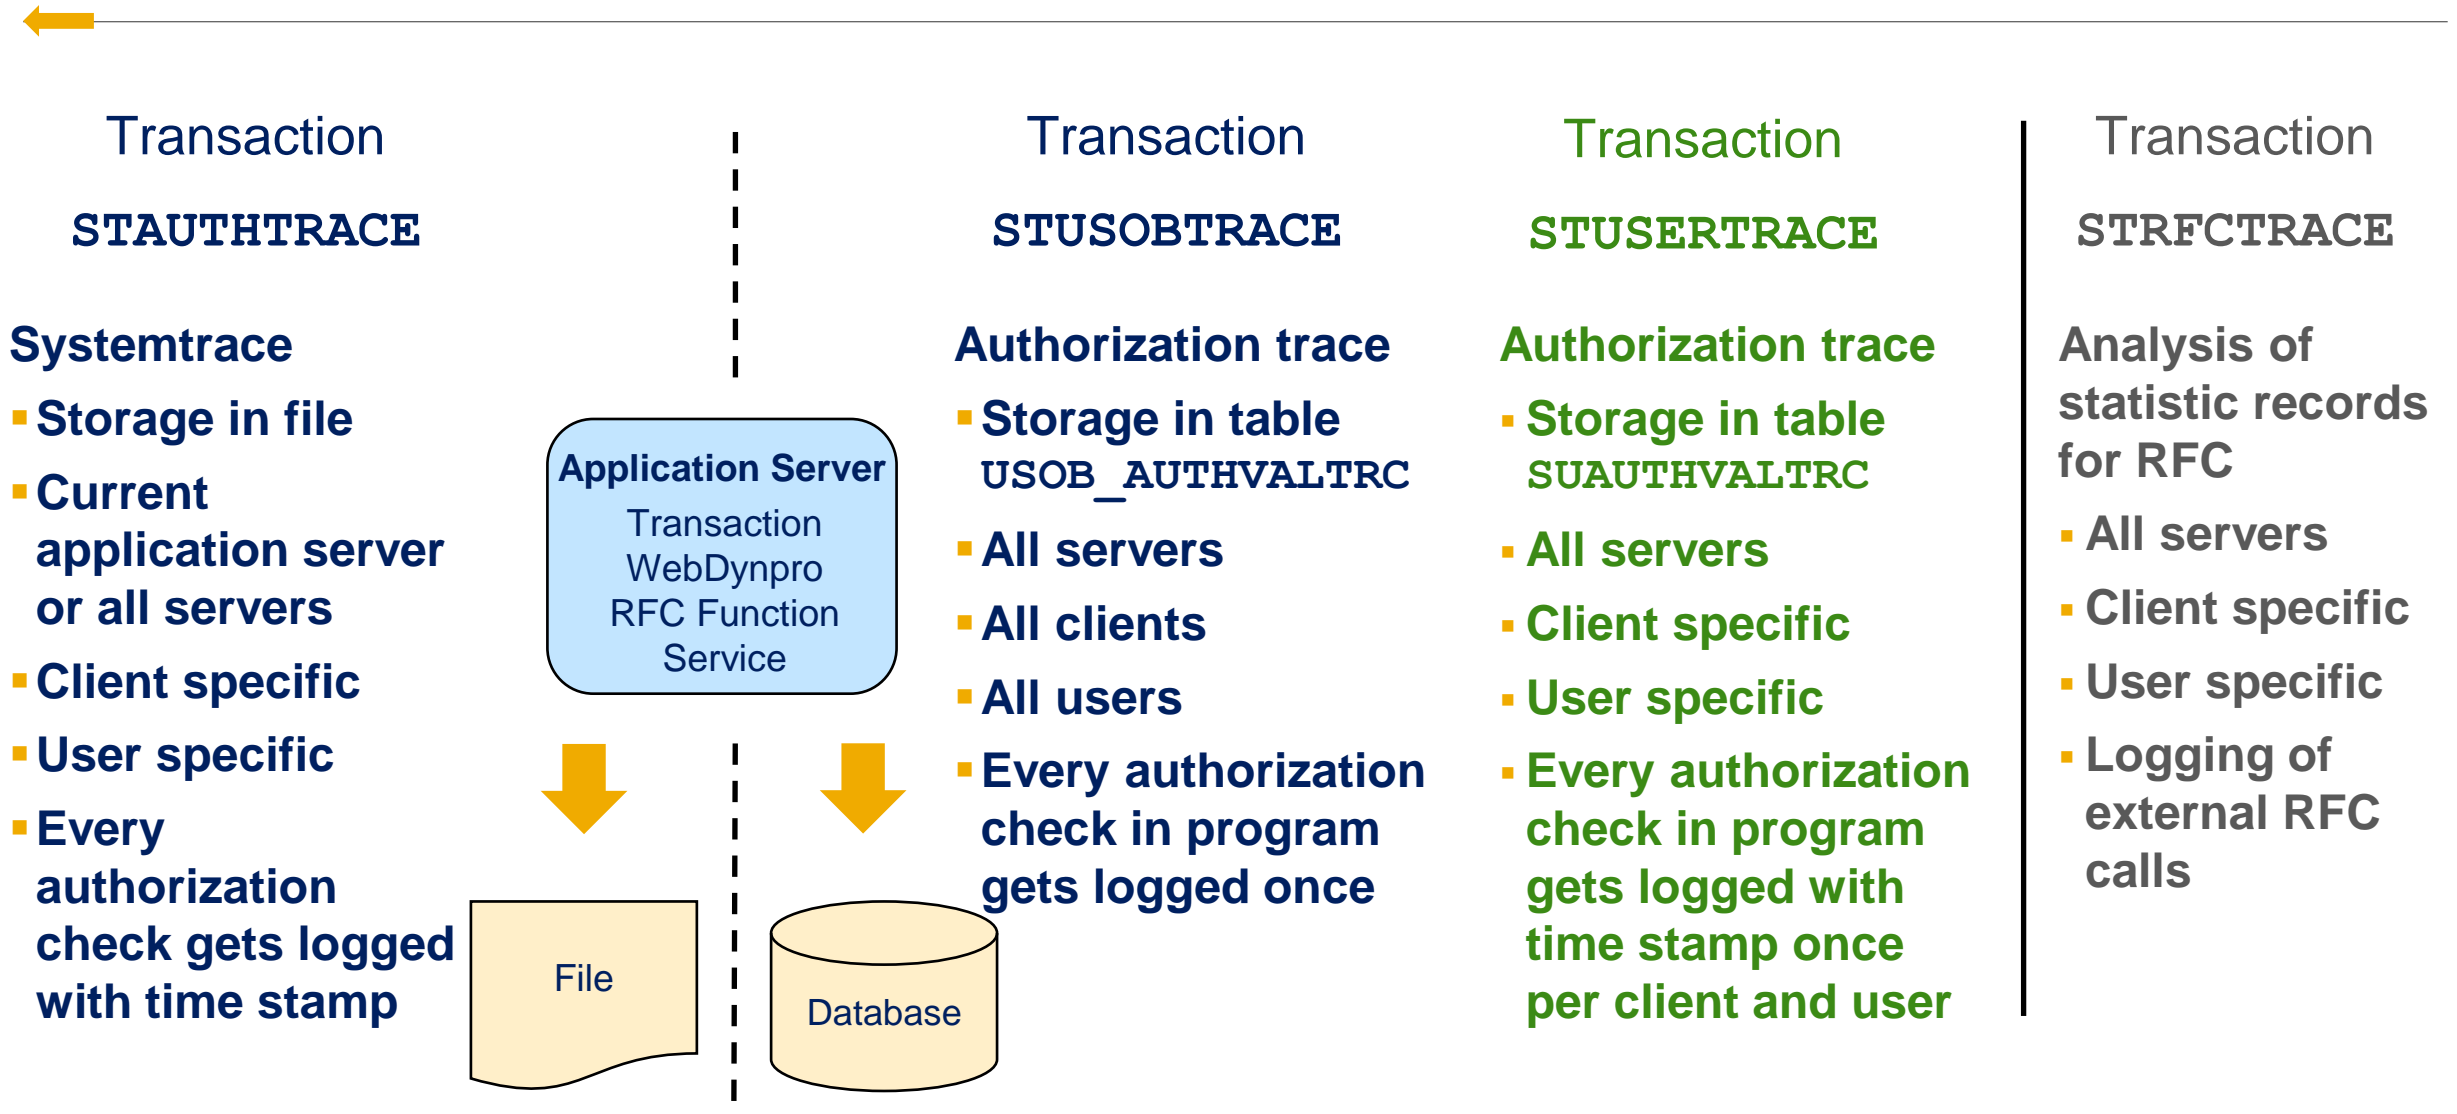 Transaction
STAUTHTRACE
Systemtrace
Storage in file
Current
application server
or all servers
Client specific
User specific
Every
authorization
check gets logged
with time stamp
Application Server
Transaction
WebDynpro
RFC Function
Service
File
Database
Transaction
STUSOBTRACE
Authorization trace
Storage in table
USOB_AUTHVALTRC
All servers
All clients
All users
Every authorization
check in program
gets logged once
Transaction
STUSERTRACE
Authorization trace
Storage in table
SUAUTHVALTRC
All servers
Client specific
User specific
Every authorization
check in program
gets logged with
time stamp once
per client and user
Transaction
STRFCTRACE
Analysis of
statistic records
for RFC
All servers
Client specific
User specific
Logging of
external RFC
calls